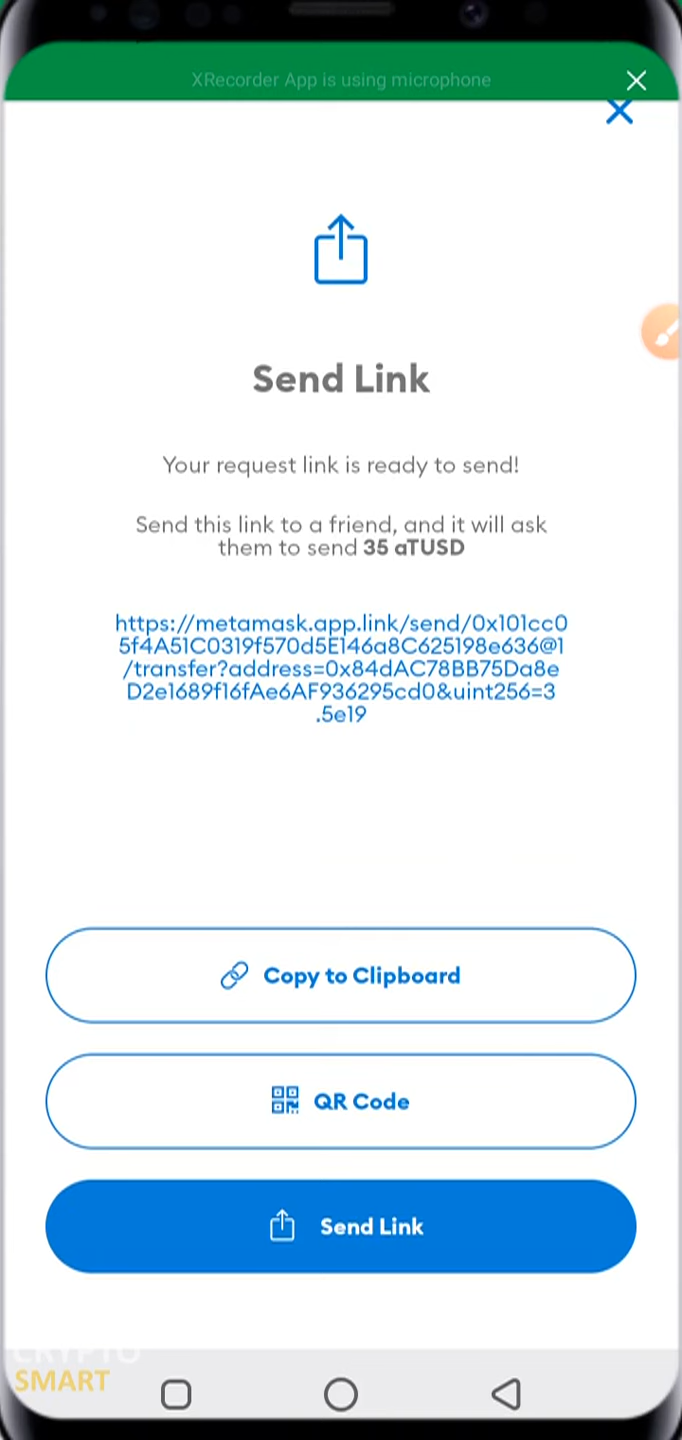 XRecorder App is using microphone
Send Link
Your request link is ready to send!
Send this link to a friend, and it will ask
them to send 35 aTUSD
https://metamask.app.link/send/0x101cc0
5f4A51C0319f570d5E146a8C625198e636@1
/transfer?address=0x84dAC78BB75Da8e
D2e1689f16fAe6AF936295cd0&uint256=3
.5e19
Copy to Clipboard
QR Code
Send Link
CRYPTO
SMART